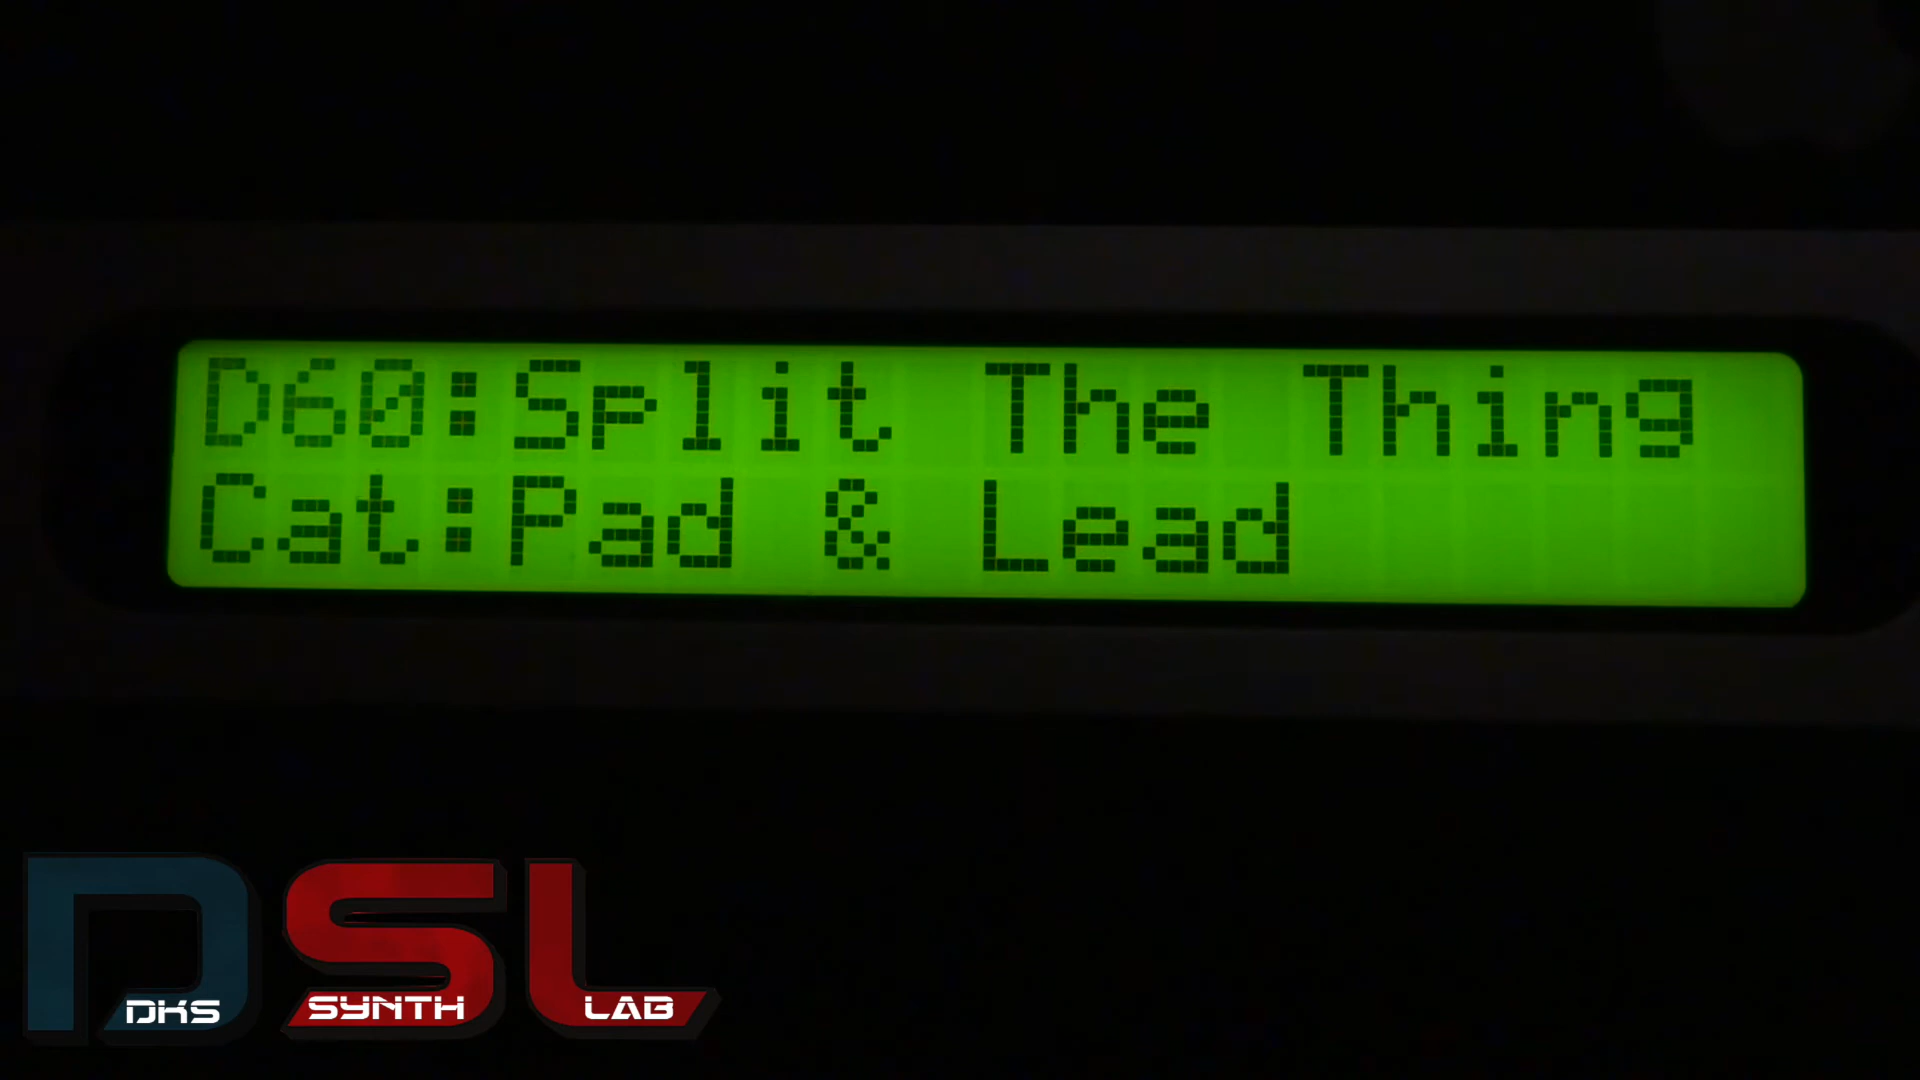 D60:Split The Thing
Cat:Pad & Lead
DSL
DKS SYNTH LAB